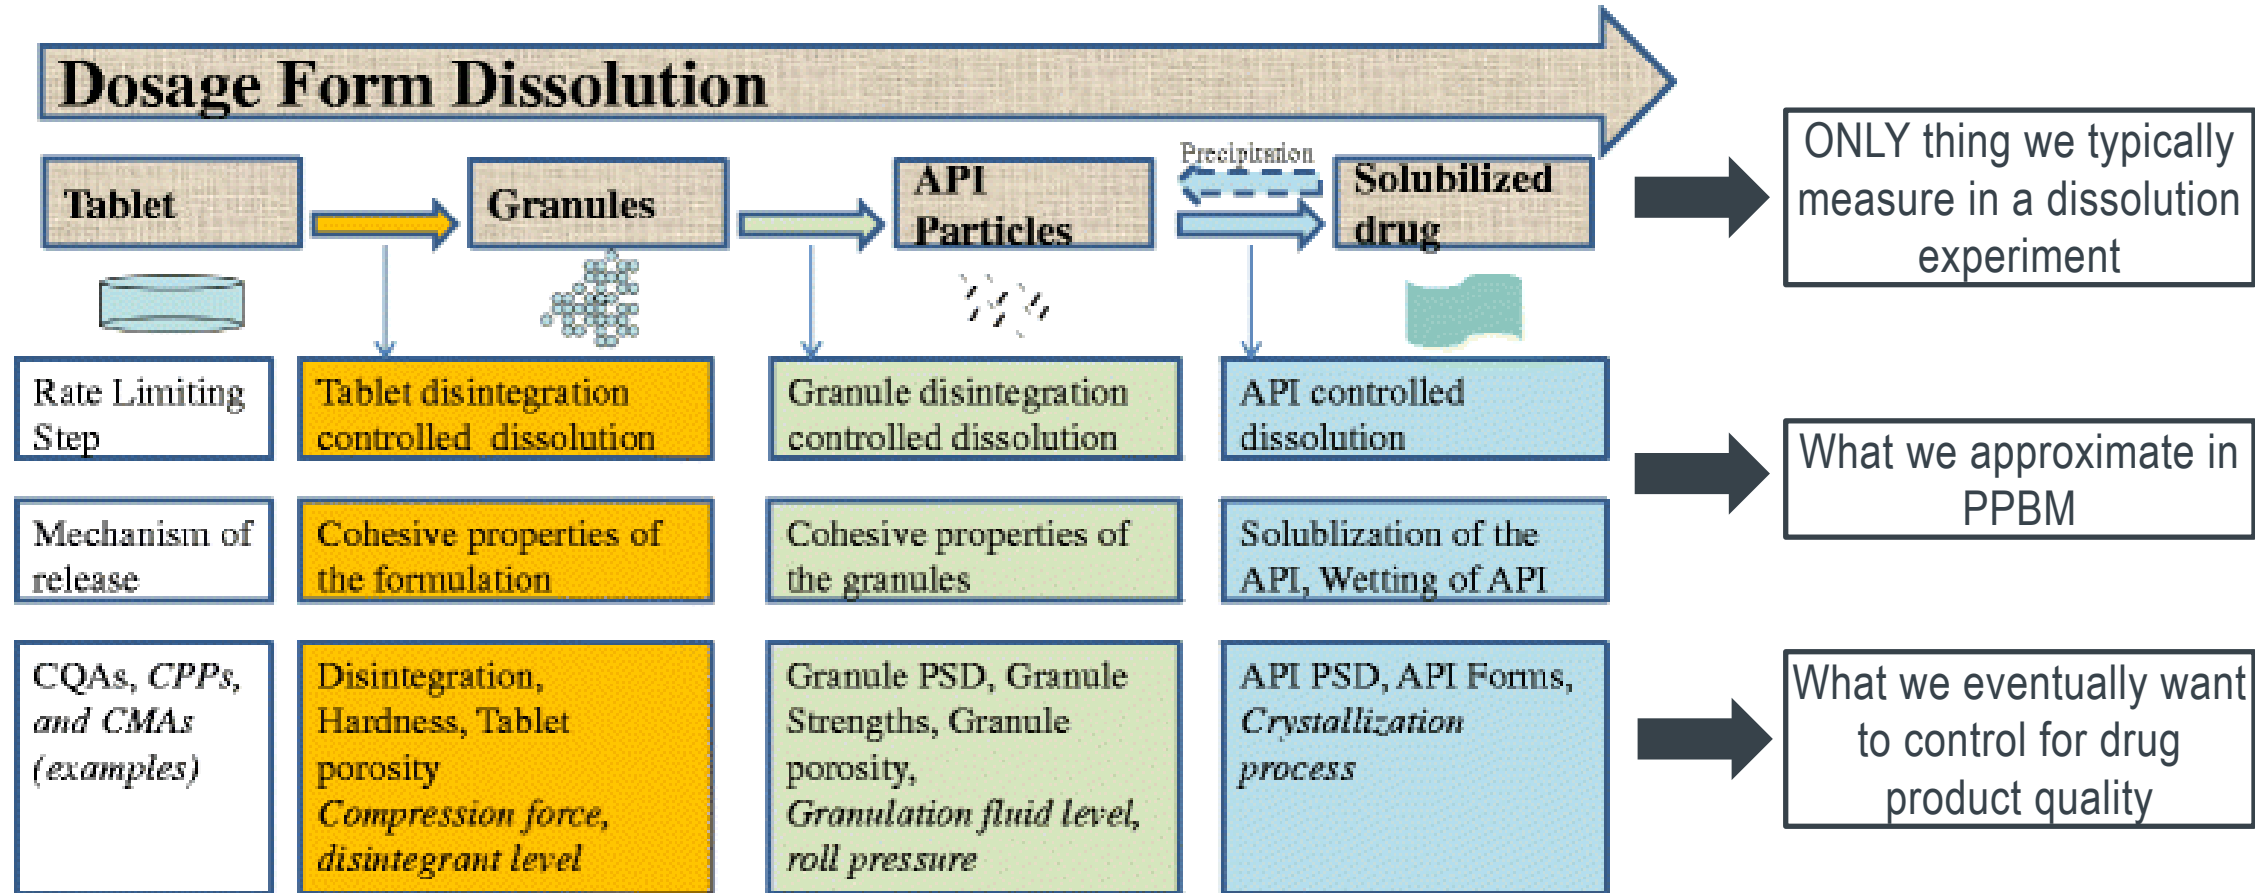 Dosage Form Dissolution
Tablet
Granules
API
Particles
Precipitation
Solubilized
drug
ONLY thing we typically
measure in a dissolution
experiment
Rate Limiting
Step
Tablet disintegration
controlled dissolution
Granule disintegration
controlled dissolution
API controlled
dissolution
What we approximate in
PPBM
Mechanism of
release
Cohesive properties of
the formulation
Cohesive properties of
the granules
Solublization of the
API, Wetting of API
CQAs, CPPs,
and CMAs
(examples)
Disintegration,
Hardness, Tablet
porosity
Compression force,
disintegrant level
Granule PSD, Granule
Strengths, Granule
porosity,
Granulation fluid level,
roll pressure
API PSD, API Forms,
Crystallization
process
What we eventually want
to control for drug
product quality